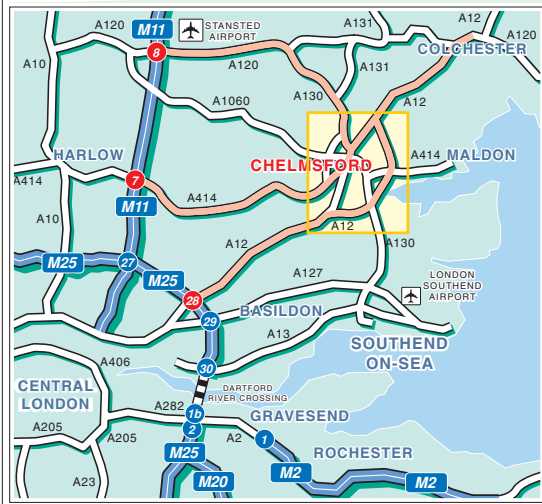 A120
M11
STANSTED
AIRPORT
A131
A12
A120
COLCHESTER
8
A10
A120
A131
A130
A12
A1060
HARLOW
CHELMSFORD
A414
MALDON
A414
7
M11
A414
A10
A12
A12
A130
M25
27
M25
A127
LONDON
SOUTHEND
AIRPORT
28
BASILDON
29
A13
SOUTHEND
ON-SEA
A406
30
CENTRAL
LONDON
DARTFORD
RIVER CROSSING
A282
1b
GRAVESEND
A205
A205
2
A2
1
M25
ROCHESTER
A23
M20
M2
M2